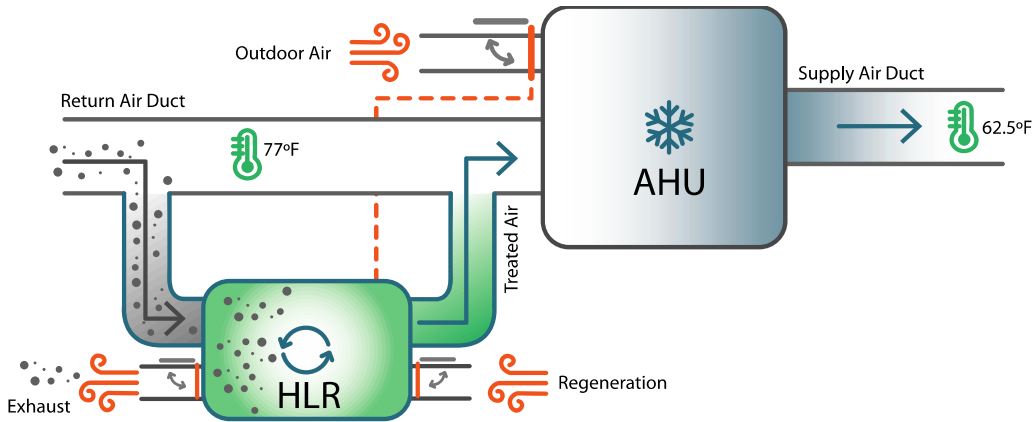 Outdoor Air
Supply Air Duct
Return Air Duct
77ºF
62.5ºF
AHU
Treated Air
HLR
Exhaust
Regeneration